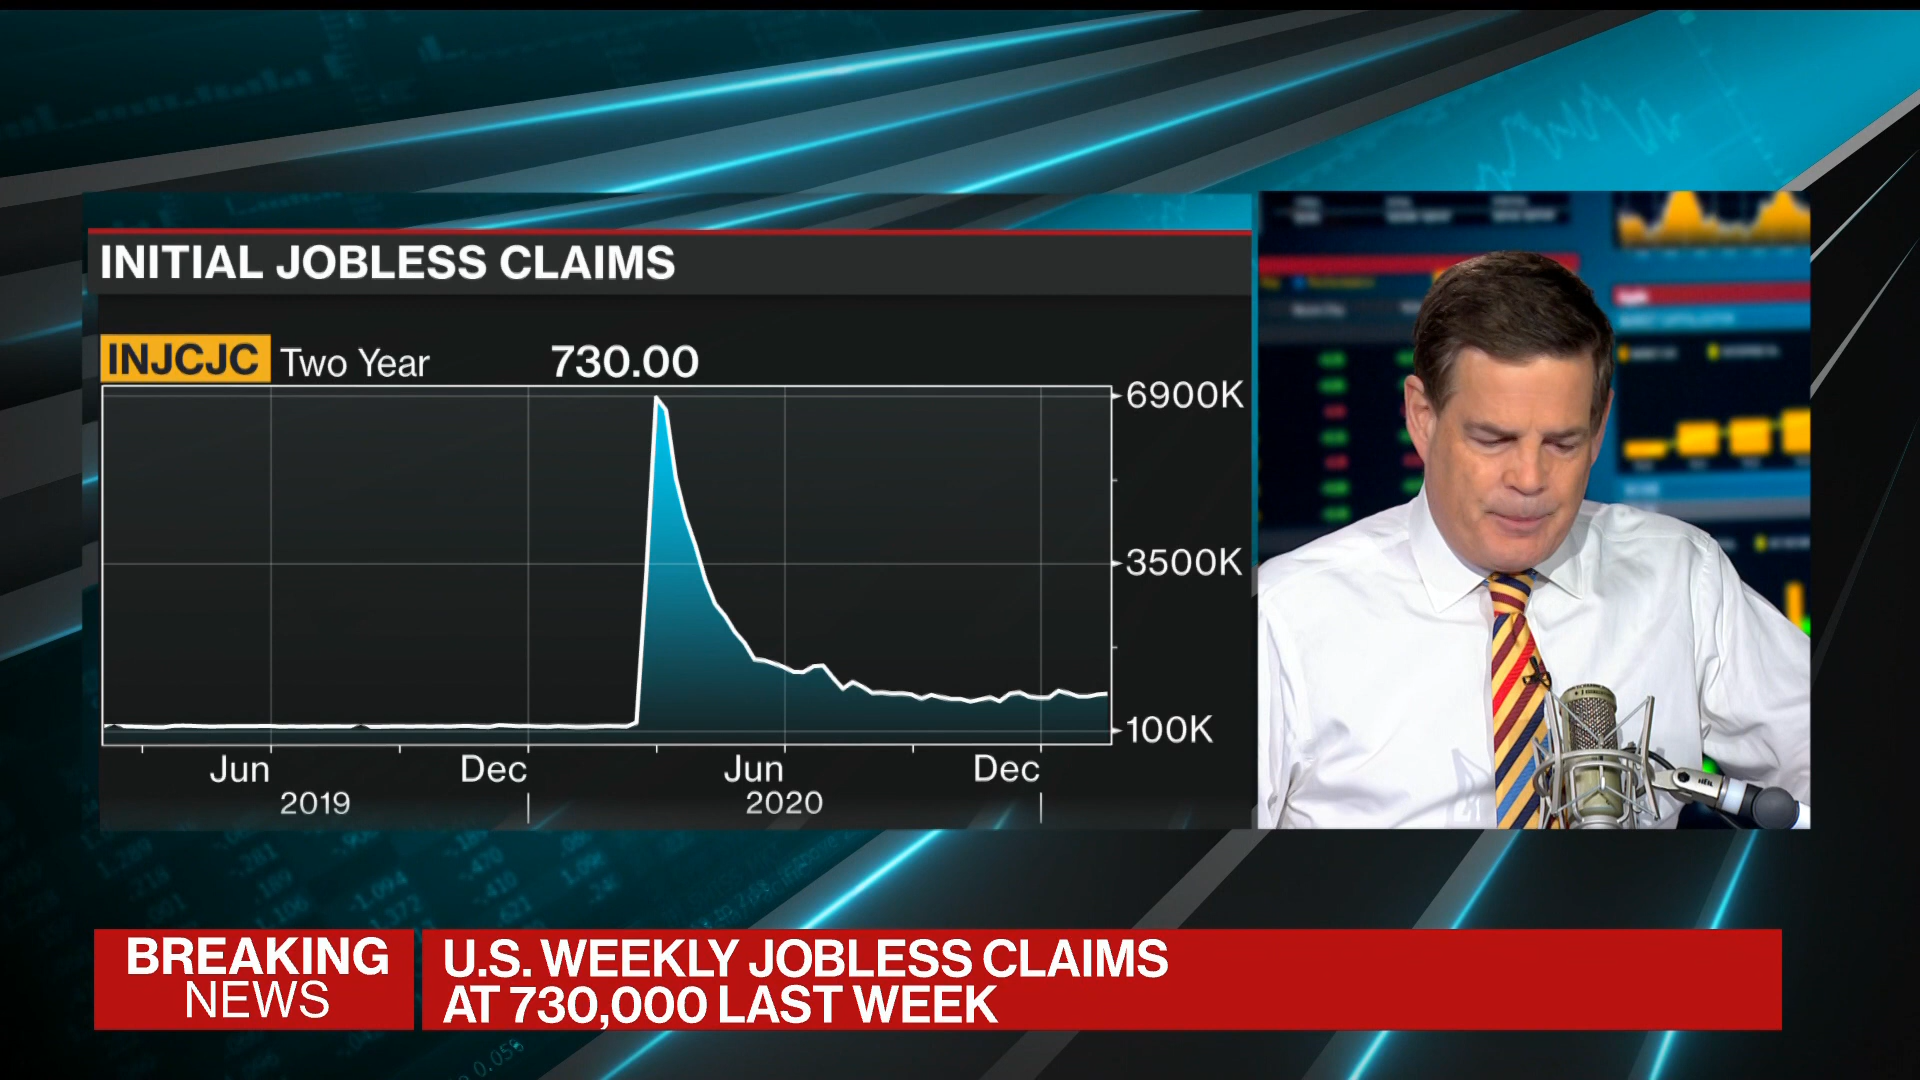 INITIAL JOBLESS CLAIMS
INJCJC Two Year 730.00
6900K
3500K
100K
Jun Dec Jun Dec
2019 2020
BREAKING
NEWS
U.S. WEEKLY JOBLESS CLAIMS
AT 730,000 LAST WEEK